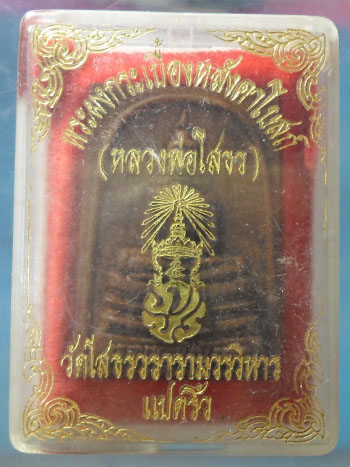 พระผงกระเบื้องหลังคาโบสถ์
(หลวงพ่อโสธร)
วัดโสธรวรารามวรวิหาร
แปดริ้ว